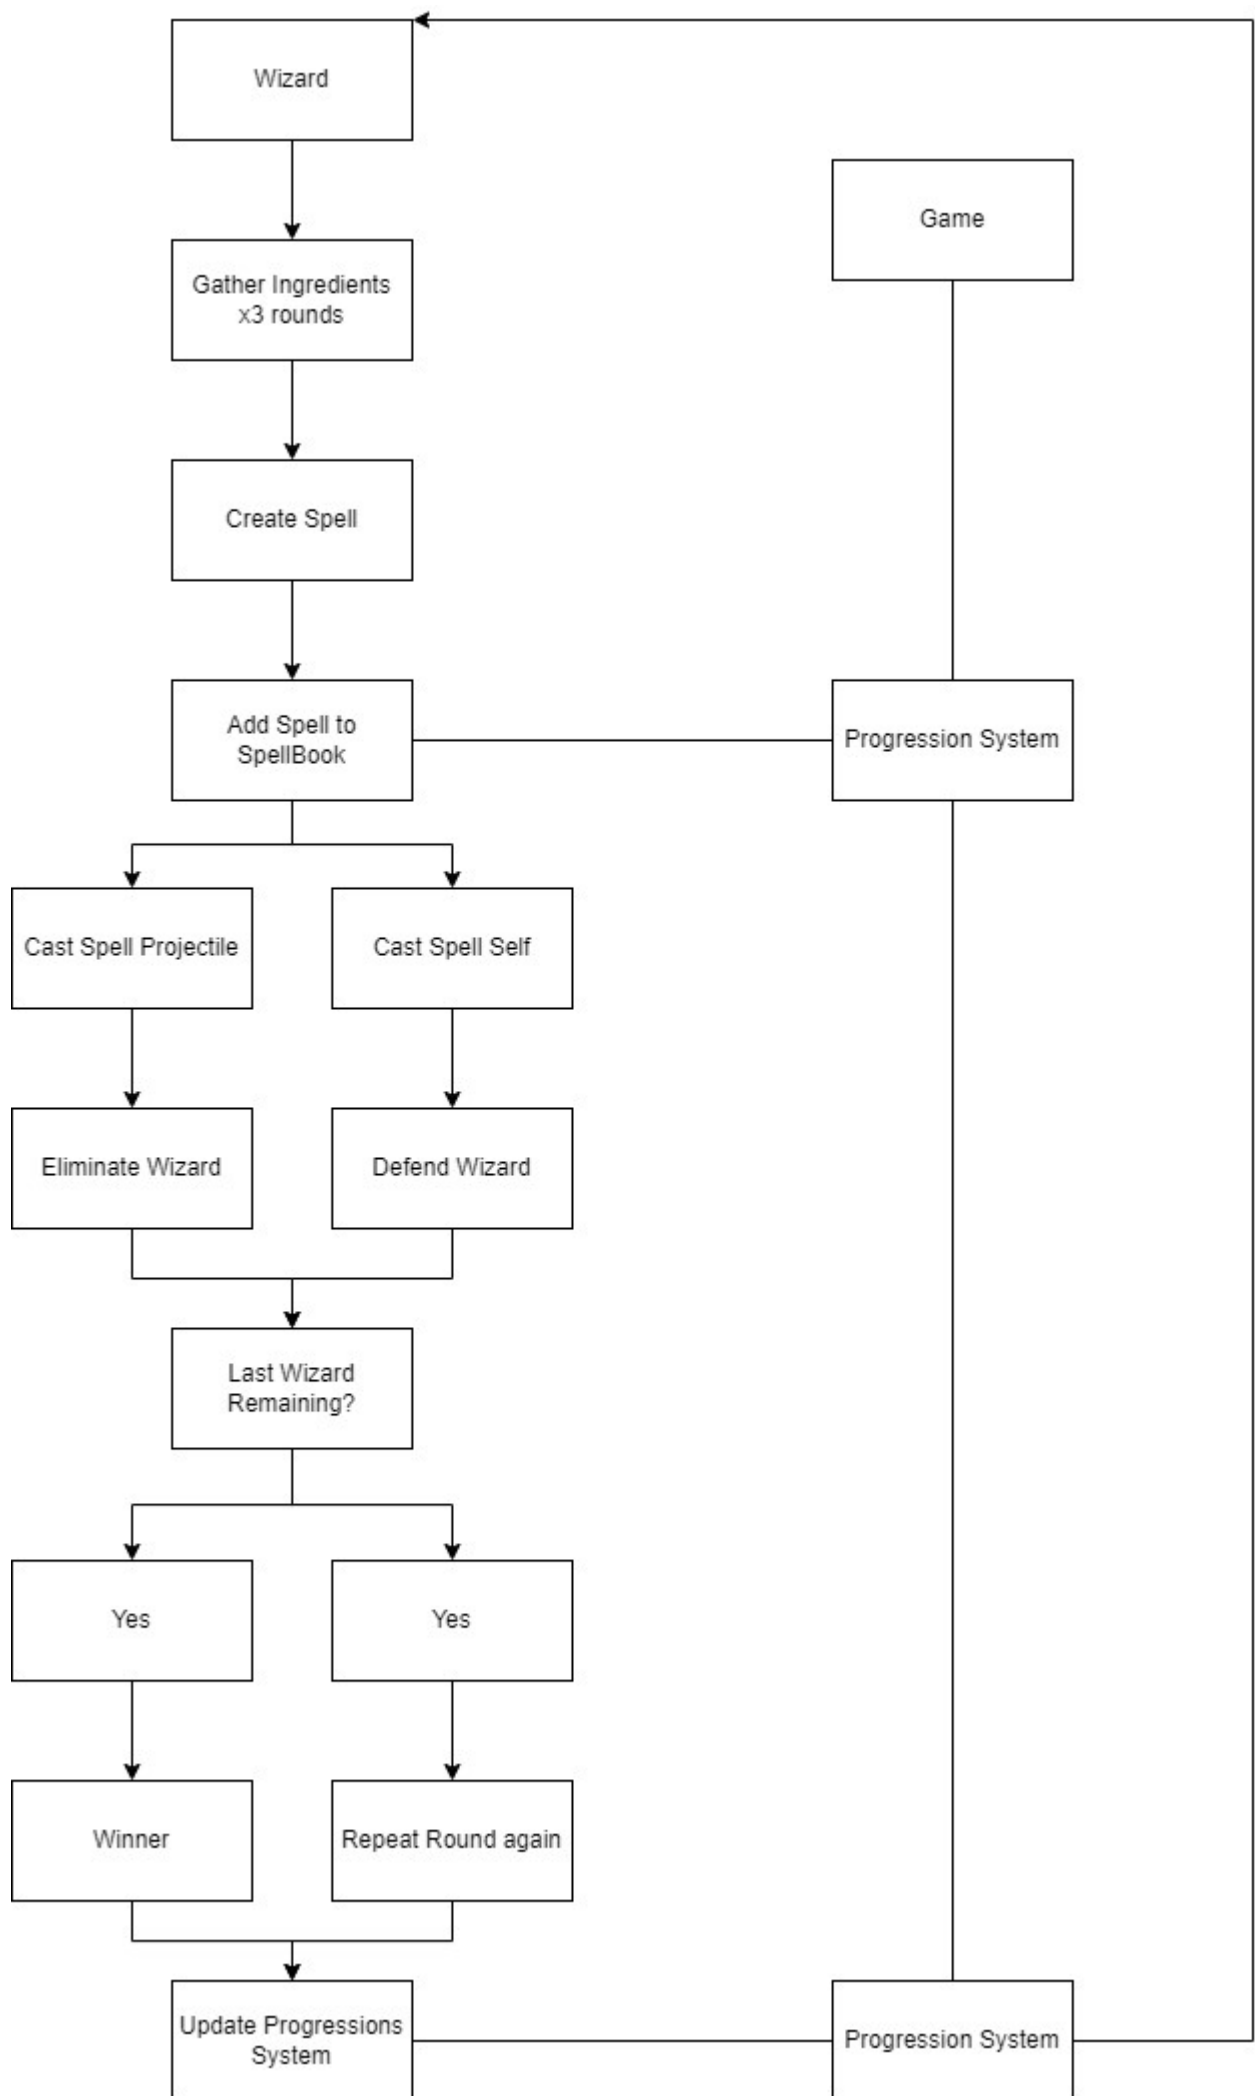 Wizard
Game
Gather Ingredients
x3 rounds
Create Spell
Add Spell to
SpellBook
Progression System
Cast Spell Projectile
Cast Spell Self
Eliminate Wizard
Defend Wizard
Last Wizard
Remaining?
Yes
Yes
Winner
Repeat Round again
Update Progressions
System
Progression System